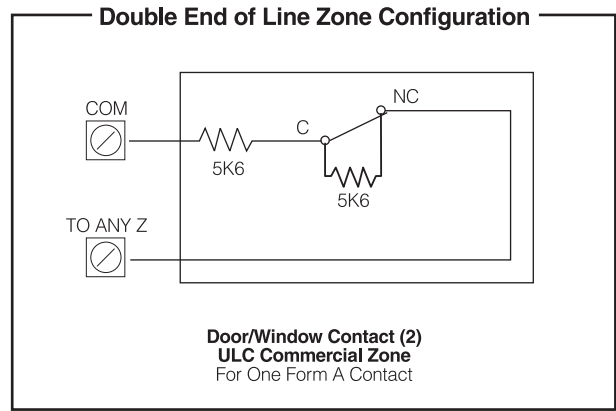 Double End of Line Zone Configuration
COM
NC
C
5K6
5K6
TO ANY Z
Door/Window Contact (2)
ULC Commercial Zone
For One Form A Contact